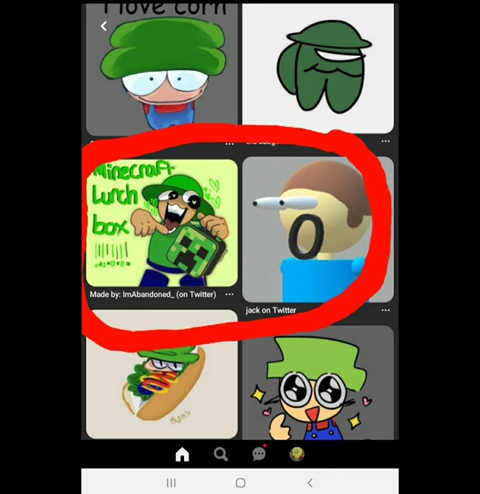 I love corn
Minecraft
Lunch
box
Made by: ImAbandoned_ (on Twitter)
jack on Twitter